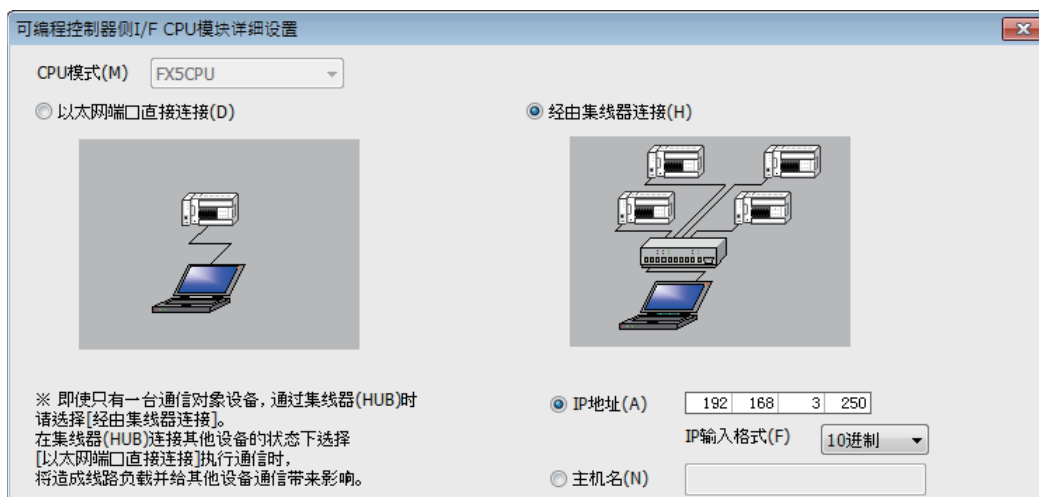 可编程控制器侧I/F CPU模块详细设置
CPU模式(M) FX5CPU
以太网端口直接连接(D)
经由集线器连接(H)
※ 即使只有一台通信对象设备,通过集线器(HUB)时
请选择[经由集线器连接]。
在集线器(HUB)连接其他设备的状态下选择
[以太网端口直接连接]执行通信时,
将造成线路负载并给其他设备通信带来影响。
IP地址(A) 192 168 3 250
IP输入格式(F) 10进制
主机名(N)